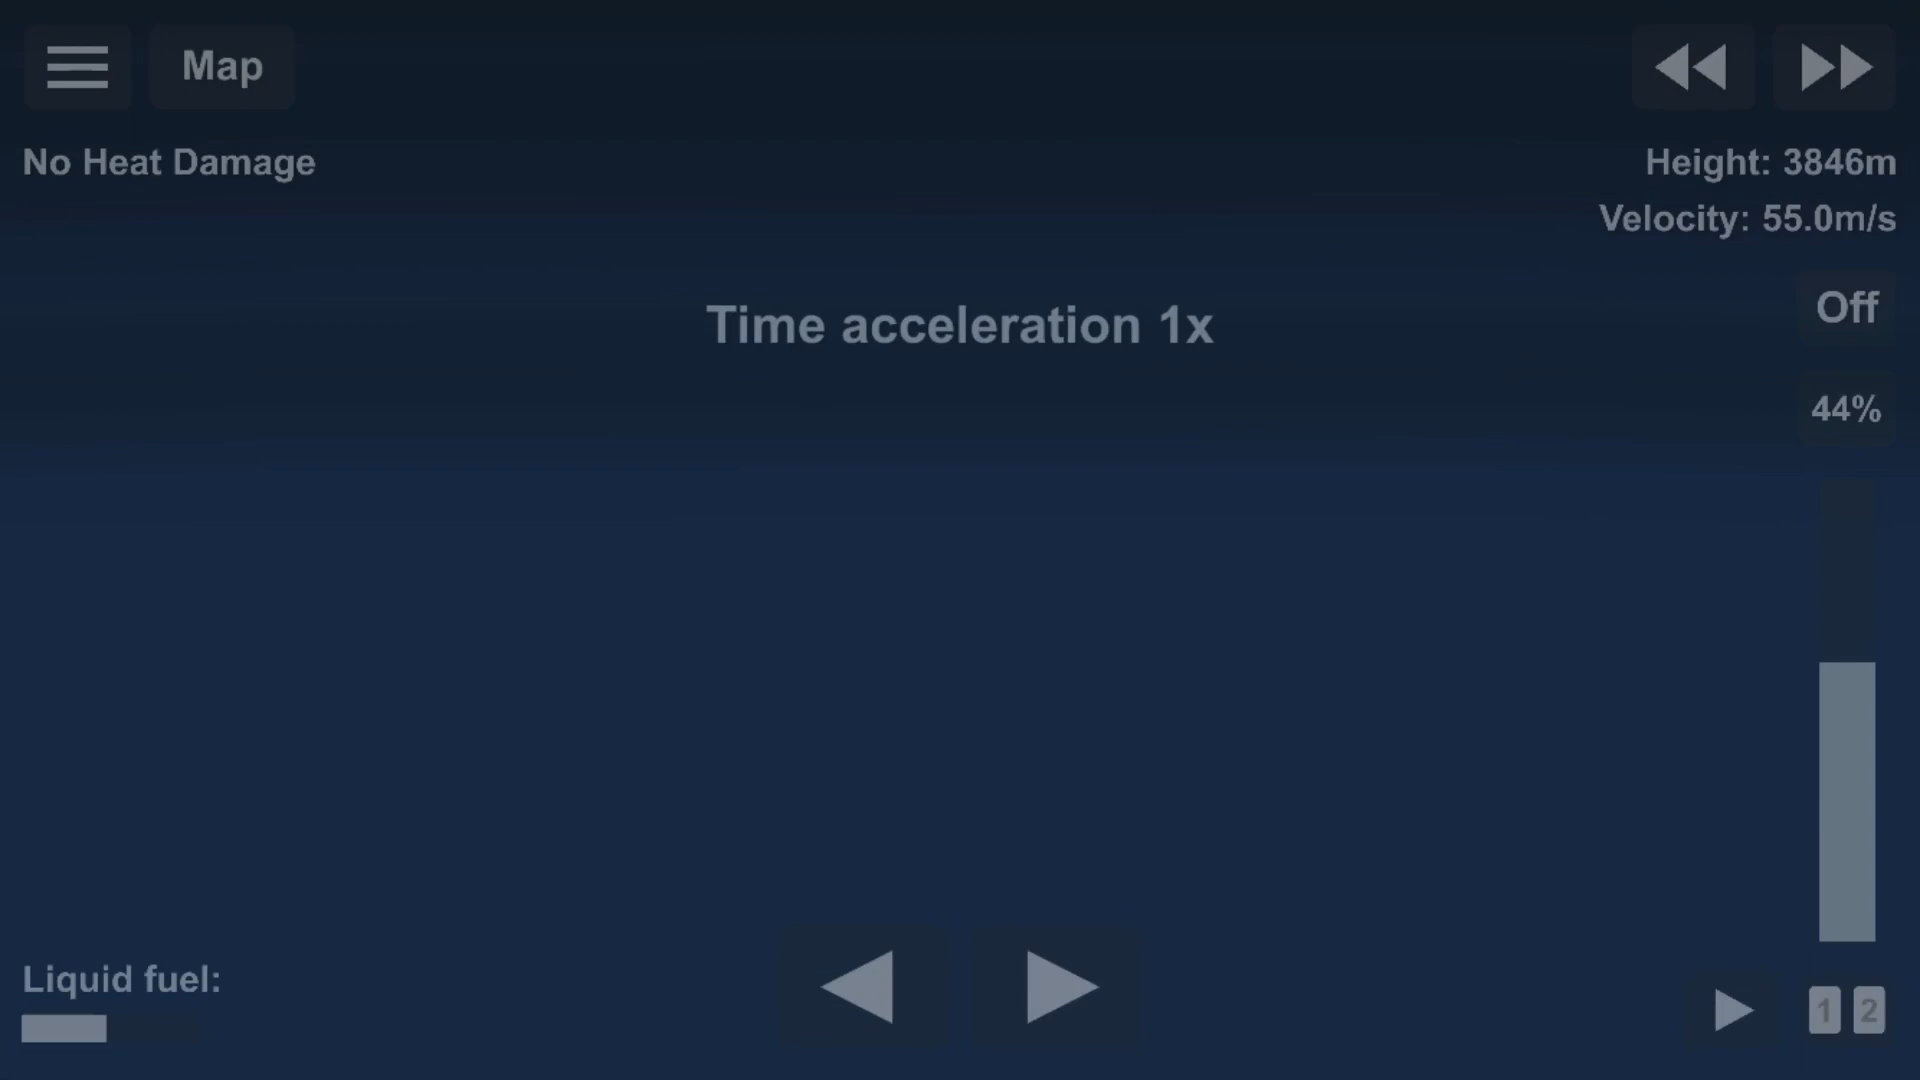 Map
No Heat Damage
Height: 3846m
Velocity: 55.0m/s
Time acceleration 1x
Off
44%
Liquid fuel:
1 2